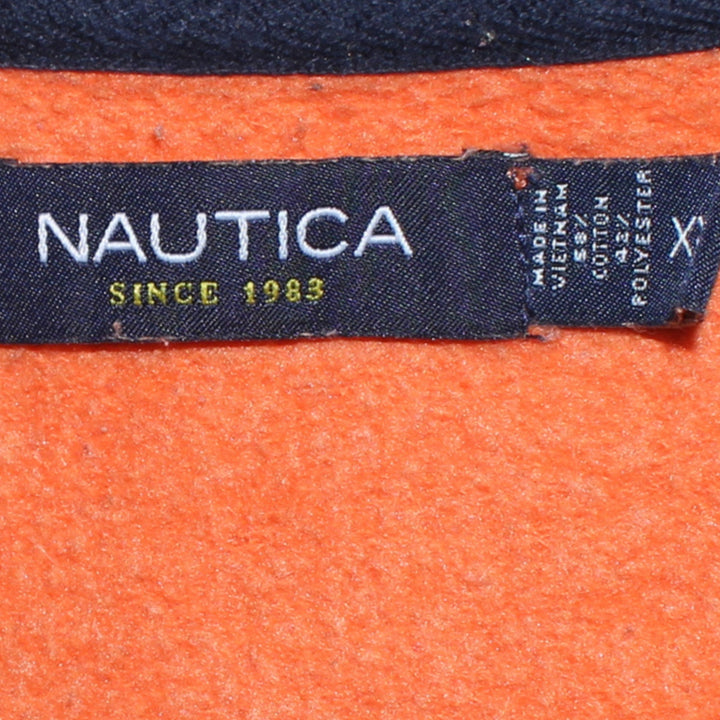 NAUTICA
SINCE 1983
MADE IN
VIETNAM
58%
COTTON
42%
POLYESTER